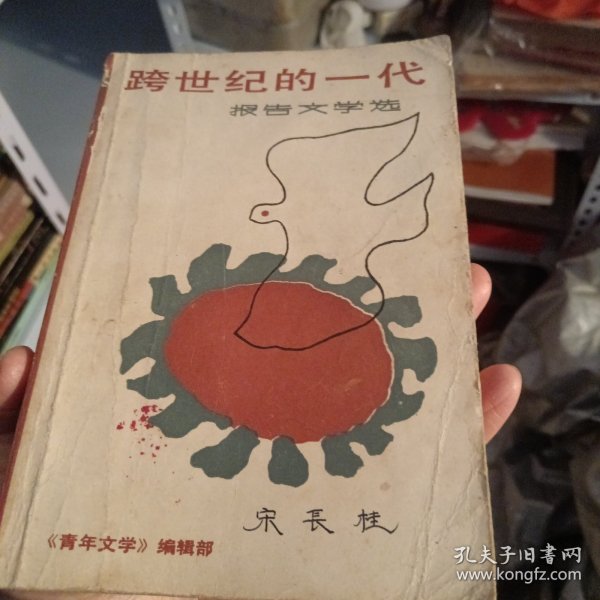 跨世纪的一代
报告文学选
宋長桂
《青年文学》编辑部
孔夫子旧书网
www.kongfz.com